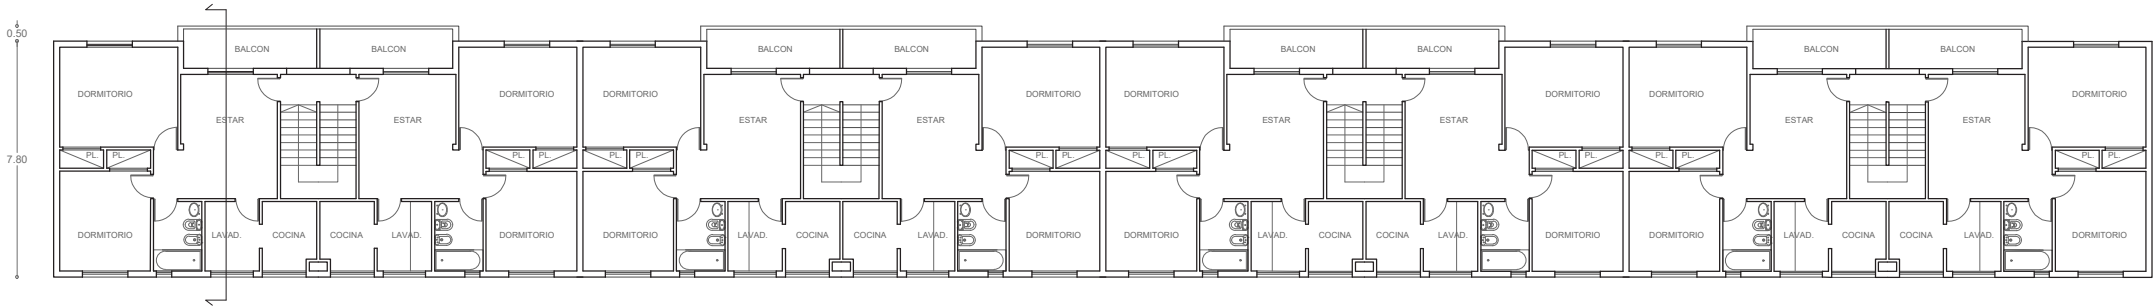 0.50
BALCON BALCON BALCON BALCON BALCON BALCON BALCON BALCON
DORMITORIO DORMITORIO DORMITORIO DORMITORIO DORMITORIO DORMITORIO DORMITORIO DORMITORIO
ESTAR ESTAR ESTAR ESTAR ESTAR ESTAR ESTAR ESTAR
7.80
PL. PL. PL. PL. PL. PL. PL. PL. PL. PL. PL. PL. PL. PL. PL. PL.
DORMITORIO LAVAD. COCINA COCINA LAVAD. DORMITORIO DORMITORIO LAVAD. COCINA COCINA LAVAD. DORMITORIO DORMITORIO LAVAD. COCINA COCINA LAVAD. DORMITORIO DORMITORIO LAVAD. COCINA COCINA LAVAD. DORMITORIO